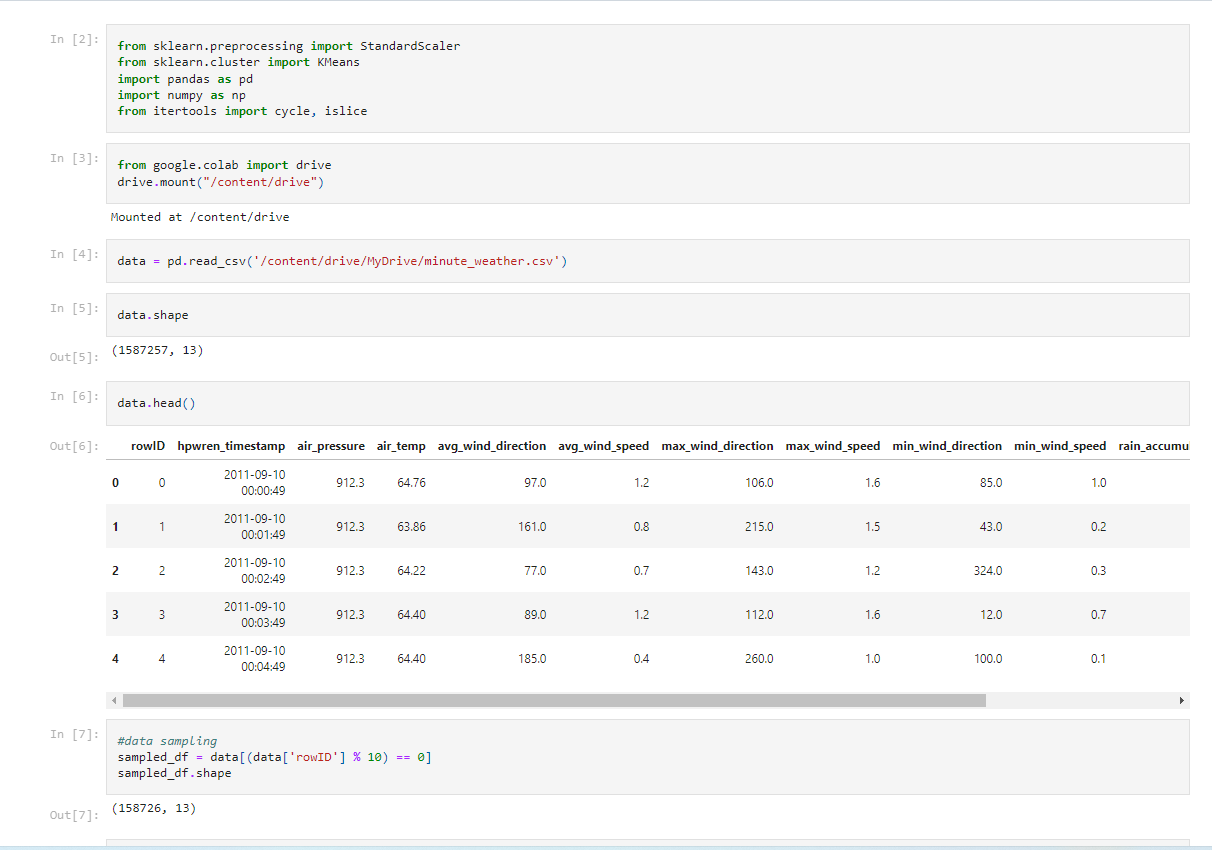 In [2]:
from sklearn.preprocessing import StandardScaler
from sklearn.cluster import KMeans
import pandas as pd
import numpy as np
from itertools import cycle, islice
In [3]:
from google.colab import drive
drive.mount("/content/drive")
Mounted at /content/drive
In [4]:
data = pd.read_csv('/content/drive/MyDrive/minute_weather.csv')
In [5]:
data.shape
Out[5]:
(1587257, 13)
In [6]:
data.head()
Out[6]:
rowID hpwren_timestamp air_pressure air_temp avg_wind_direction avg_wind_speed max_wind_direction max_wind_speed min_wind_direction min_wind_speed rain_accumu
0 0 2011-09-10 00:00:49 912.3 64.76 97.0 1.2 106.0 1.6 85.0 1.0
1 1 2011-09-10 00:01:49 912.3 63.86 161.0 0.8 215.0 1.5 43.0 0.2
2 2 2011-09-10 00:02:49 912.3 64.22 77.0 0.7 143.0 1.2 324.0 0.3
3 3 2011-09-10 00:03:49 912.3 64.40 89.0 1.2 112.0 1.6 12.0 0.7
4 4 2011-09-10 00:04:49 912.3 64.40 185.0 0.4 260.0 1.0 100.0 0.1
In [7]:
#data sampling
sampled_df = data[(data['rowID'] % 10) == 0]
sampled_df.shape
Out[7]:
(158726, 13)